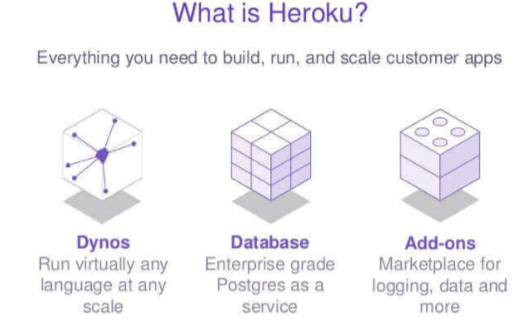 What is Heroku?
Everything you need to build, run, and scale customer apps
Dynos
Run virtually any
language at any
scale
Database
Enterprise grade
Postgres as a
service
Add-ons
Marketplace for
logging, data and
more